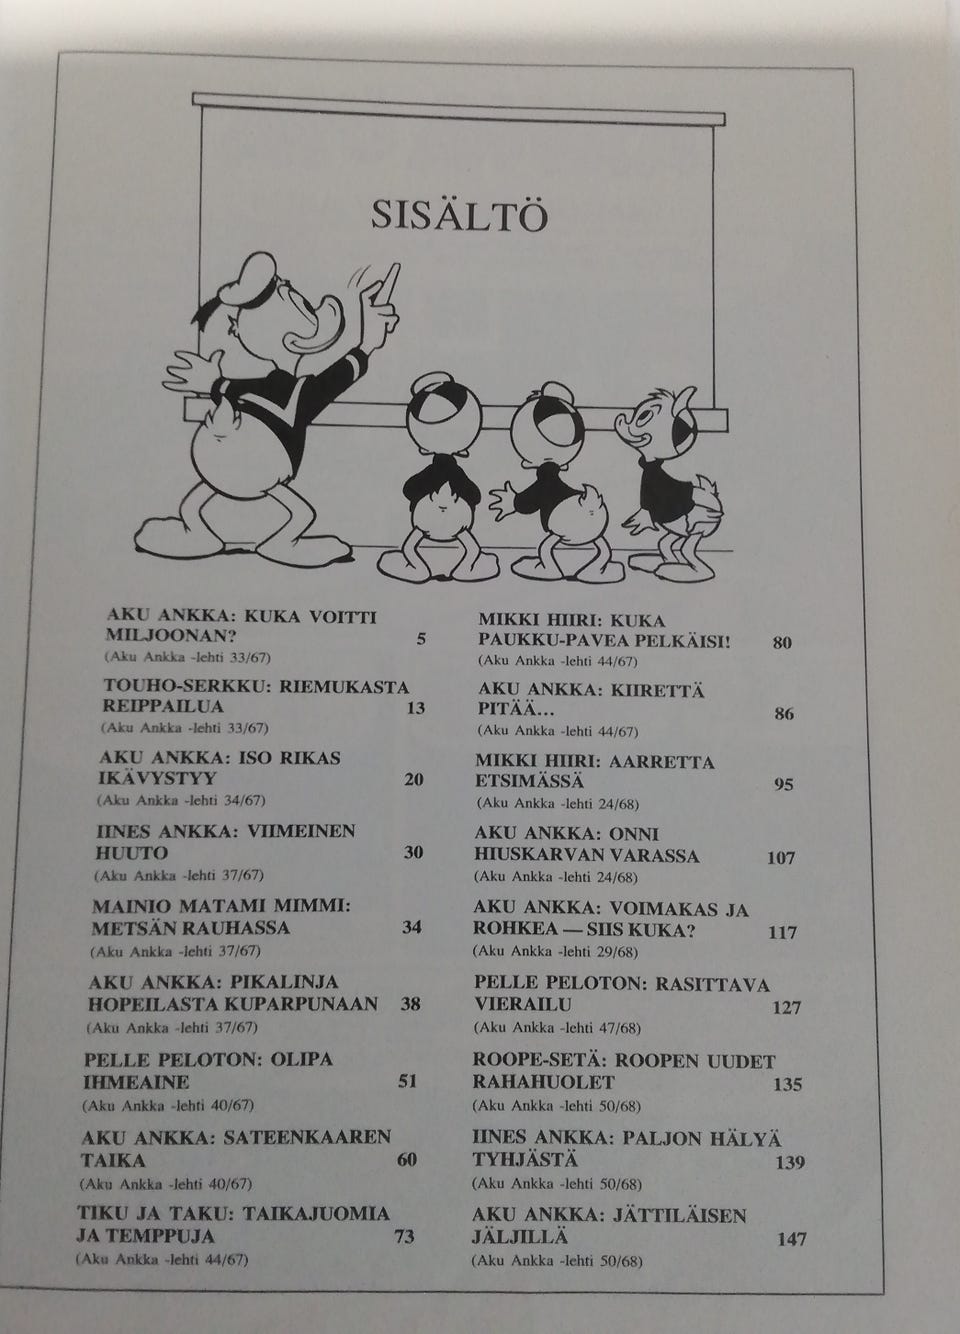 SISÄLTÖ
AKU ANKKA: KUKA VOITTI
MILJOONAN? 5
(Aku Ankka -lehti 33/67)
TOUHO-SERKKU: RIEMUKASTA
REIPPAILUA 13
(Aku Ankka -lehti 33/67)
AKU ANKKA: ISO RIKAS
IKÄVYSTYY 20
(Aku Ankka -lehti 34/67)
IINES ANKKA: VIIMEINEN
HUUTO 30
(Aku Ankka -lehti 37/67)
MAINIO MATAMI MIMMI:
METSÄN RAUHASSA 34
(Aku Ankka -lehti 37/67)
AKU ANKKA: PIKALINJA
HOPEILASTA KUPARPUNAAN 38
(Aku Ankka -lehti 37/67)
PELLE PELOTON: OLIPA
IHMEAINE 51
(Aku Ankka -lehti 40/67)
AKU ANKKA: SATEENKAAREN
TAIKA 60
(Aku Ankka -lehti 40/67)
TIKU JA TAKU: TAIKAJUOMIA
JA TEMPPUJA 73
(Aku Ankka -lehti 44/67)
MIKKI HIIRI: KUKA
PAUKKU-PAVEA PELKÄISI! 80
(Aku Ankka -lehti 44/67)
AKU ANKKA: KIIRETTÄ
PITÄÄ... 86
(Aku Ankka -lehti 44/67)
MIKKI HIIRI: AARRETTA
ETSIMÄSSÄ 95
(Aku Ankka -lehti 24/68)
AKU ANKKA: ONNI
HIUSKARVAN VARASSA 107
(Aku Ankka -lehti 24/68)
AKU ANKKA: VOIMAKAS JA
ROHKEA — SIIS KUKA? 117
(Aku Ankka -lehti 29/68)
PELLE PELOTON: RASITTAVA
VIERAILU 127
(Aku Ankka -lehti 47/68)
ROOPE-SETÄ: ROOPEN UUDET
RAHAHUOLET 135
(Aku Ankka -lehti 50/68)
IINES ANKKA: PALJON HÄLYÄ
TYHJÄSTÄ 139
(Aku Ankka -lehti 50/68)
AKU ANKKA: JÄTTILÄISEN
JÄLJILLÄ 147
(Aku Ankka -lehti 50/68)